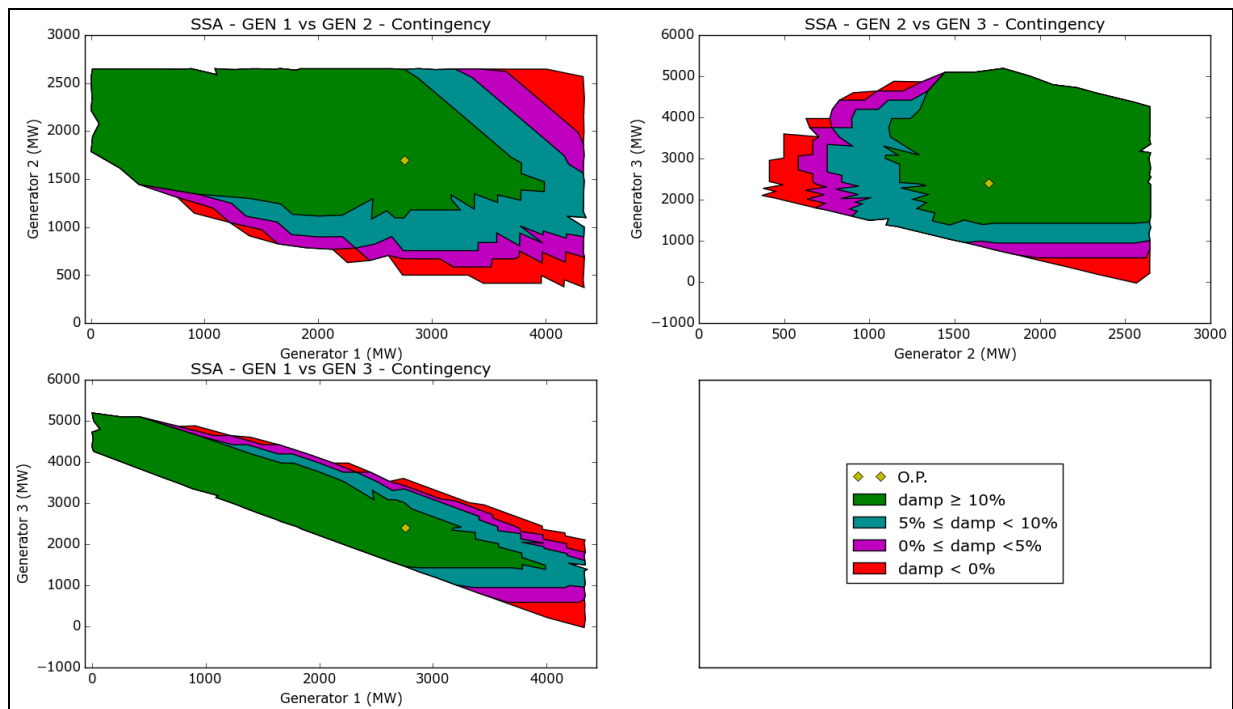 SSA - GEN 1 vs GEN 2 - Contingency
3000
2500
2000
1500
1000
500
0
Generator 2 (MW)
0 1000 2000 3000 4000
Generator 1 (MW)
SSA - GEN 2 vs GEN 3 - Contingency
6000
5000
4000
3000
2000
1000
0
−1000
Generator 3 (MW)
0 500 1000 1500 2000 2500 3000
Generator 2 (MW)
SSA - GEN 1 vs GEN 3 - Contingency
6000
5000
4000
3000
2000
1000
0
−1000
Generator 3 (MW)
0 1000 2000 3000 4000
Generator 1 (MW)
O.P.
damp ≥ 10%
5% ≤ damp < 10%
0% ≤ damp <5%
damp < 0%